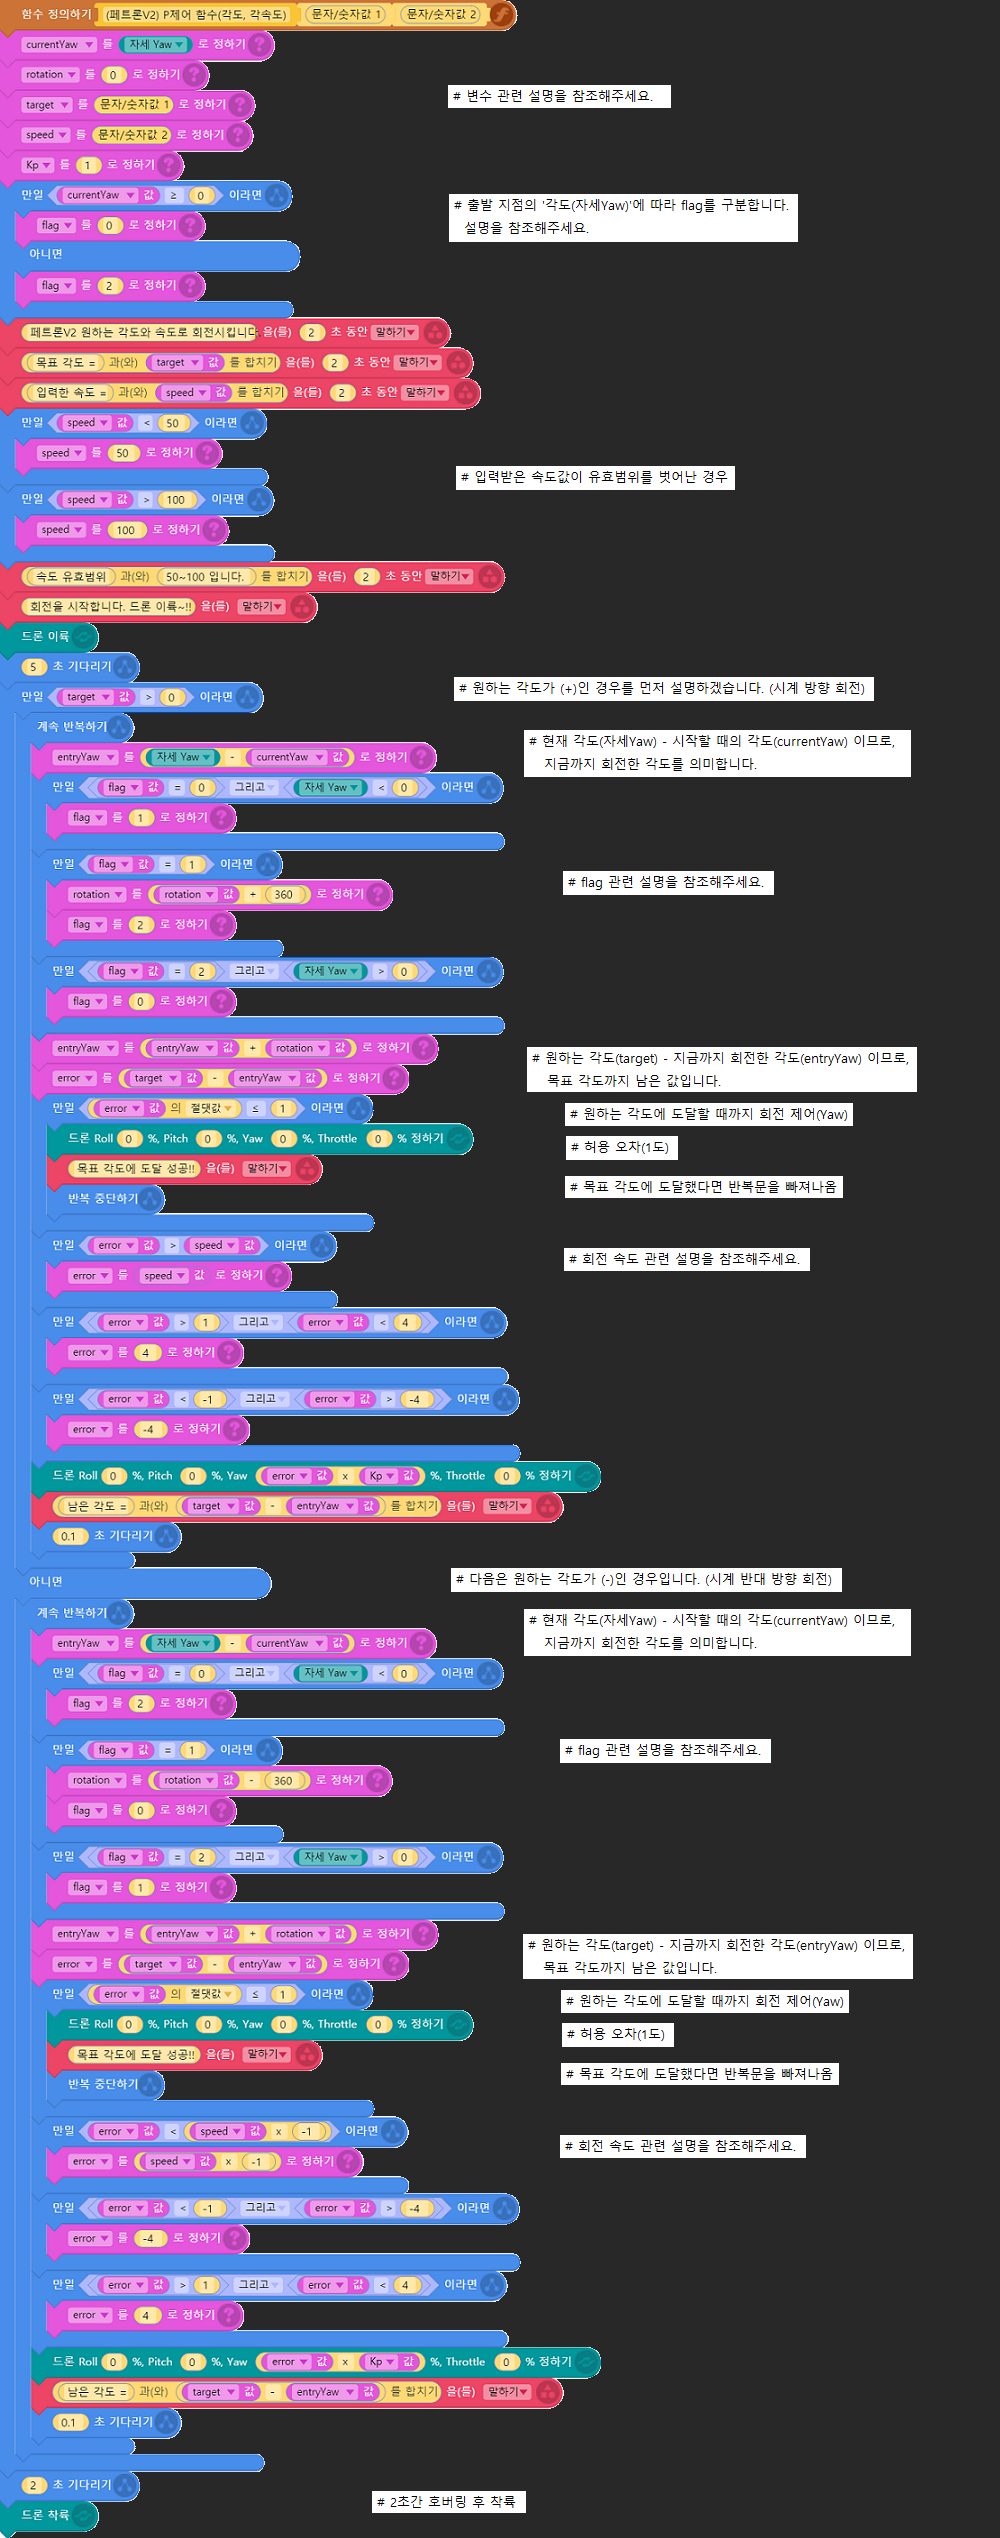 함수 정의하기 (페트론V2) P제어 함수(각도, 각속도) 문자/숫자값 1 문자/숫자값 2
currentYaw 를 자세 Yaw 로 정하기
rotation 를 0 로 정하기
# 변수 관련 설명을 참조해주세요.
target 를 문자/숫자값 1 로 정하기
speed 를 문자/숫자값 2 로 정하기
Kp 를 1 로 정하기
만일 currentYaw 값 ≥ 0 이라면
# 출발 지점의 '각도(자세Yaw)'에 따라 flag를 구분합니다.
설명을 참조해주세요.
flag 를 0 로 정하기
아니면
flag 를 2 로 정하기
페트론V2 원하는 각도와 속도로 회전시킵니다 을(를) 2 초 동안 말하기
목표 각도 = 과(와) target 값 를 합치기 을(를) 2 초 동안 말하기
입력한 속도 = 과(와) speed 값 를 합치기 을(를) 2 초 동안 말하기
만일 speed 값 < 50 이라면
speed 를 50 로 정하기
# 입력받은 속도값이 유효범위를 벗어난 경우
만일 speed 값 > 100 이라면
speed 를 100 로 정하기
속도 유효범위 과(와) 50~100 입니다. 를 합치기 을(를) 2 초 동안 말하기
회전을 시작합니다. 드론 이륙~!! 을(를) 말하기
드론 이륙
5 초 기다리기
만일 target 값 > 0 이라면
# 원하는 각도가 (+)인 경우를 먼저 설명하겠습니다. (시계 방향 회전)
계속 반복하기
# 현재 각도(자세Yaw) - 시작할 때의 각도(currentYaw) 이므로,
지금까지 회전한 각도를 의미합니다.
entryYaw 를 자세 Yaw - currentYaw 값 로 정하기
만일 flag 값 = 0 그리고 자세 Yaw < 0 이라면
flag 를 1 로 정하기
만일 flag 값 = 1 이라면
# flag 관련 설명을 참조해주세요.
rotation 를 rotation 값 + 360 로 정하기
flag 를 2 로 정하기
만일 flag 값 = 2 그리고 자세 Yaw > 0 이라면
flag 를 0 로 정하기
entryYaw 를 entryYaw 값 + rotation 값 로 정하기
# 원하는 각도(target) - 지금까지 회전한 각도(entryYaw) 이므로,
목표 각도까지 남은 값입니다.
error 를 target 값 - entryYaw 값 로 정하기
만일 error 값 의 절댓값 ≤ 1 이라면
# 원하는 각도에 도달할 때까지 회전 제어(Yaw)
드론 Roll 0 %, Pitch 0 %, Yaw 0 %, Throttle 0 % 정하기
# 허용 오차(1도)
목표 각도에 도달 성공!! 을(를) 말하기
# 목표 각도에 도달했다면 반복문을 빠져나옴
반복 중단하기
만일 error 값 > speed 값 이라면
# 회전 속도 관련 설명을 참조해주세요.
error 를 speed 값 로 정하기
만일 error 값 > 1 그리고 error 값 < 4 이라면
error 를 4 로 정하기
만일 error 값 < -1 그리고 error 값 > -4 이라면
error 를 -4 로 정하기
드론 Roll 0 %, Pitch 0 %, Yaw error 값 x Kp 값 %, Throttle 0 % 정하기
남은 각도 = 과(와) target 값 - entryYaw 값 를 합치기 을(를) 말하기
0.1 초 기다리기
아니면
# 다음은 원하는 각도가 (-)인 경우입니다. (시계 반대 방향 회전)
계속 반복하기
# 현재 각도(자세Yaw) - 시작할 때의 각도(currentYaw) 이므로,
지금까지 회전한 각도를 의미합니다.
entryYaw 를 자세 Yaw - currentYaw 값 로 정하기
만일 flag 값 = 0 그리고 자세 Yaw < 0 이라면
flag 를 2 로 정하기
만일 flag 값 = 1 이라면
# flag 관련 설명을 참조해주세요.
rotation 를 rotation 값 - 360 로 정하기
flag 를 0 로 정하기
만일 flag 값 = 2 그리고 자세 Yaw > 0 이라면
flag 를 1 로 정하기
entryYaw 를 entryYaw 값 + rotation 값 로 정하기
# 원하는 각도(target) - 지금까지 회전한 각도(entryYaw) 이므로,
목표 각도까지 남은 값입니다.
error 를 target 값 - entryYaw 값 로 정하기
만일 error 값 의 절댓값 ≤ 1 이라면
# 원하는 각도에 도달할 때까지 회전 제어(Yaw)
드론 Roll 0 %, Pitch 0 %, Yaw 0 %, Throttle 0 % 정하기
# 허용 오차(1도)
목표 각도에 도달 성공!! 을(를) 말하기
# 목표 각도에 도달했다면 반복문을 빠져나옴
반복 중단하기
만일 error 값 < speed 값 x -1 이라면
# 회전 속도 관련 설명을 참조해주세요.
error 를 speed 값 x -1 로 정하기
만일 error 값 < -1 그리고 error 값 > -4 이라면
error 를 -4 로 정하기
만일 error 값 > 1 그리고 error 값 < 4 이라면
error 를 4 로 정하기
드론 Roll 0 %, Pitch 0 %, Yaw error 값 x Kp 값 %, Throttle 0 % 정하기
남은 각도 = 과(와) target 값 - entryYaw 값 를 합치기 을(를) 말하기
0.1 초 기다리기
2 초 기다리기
# 2초간 호버링 후 착륙
드론 착륙